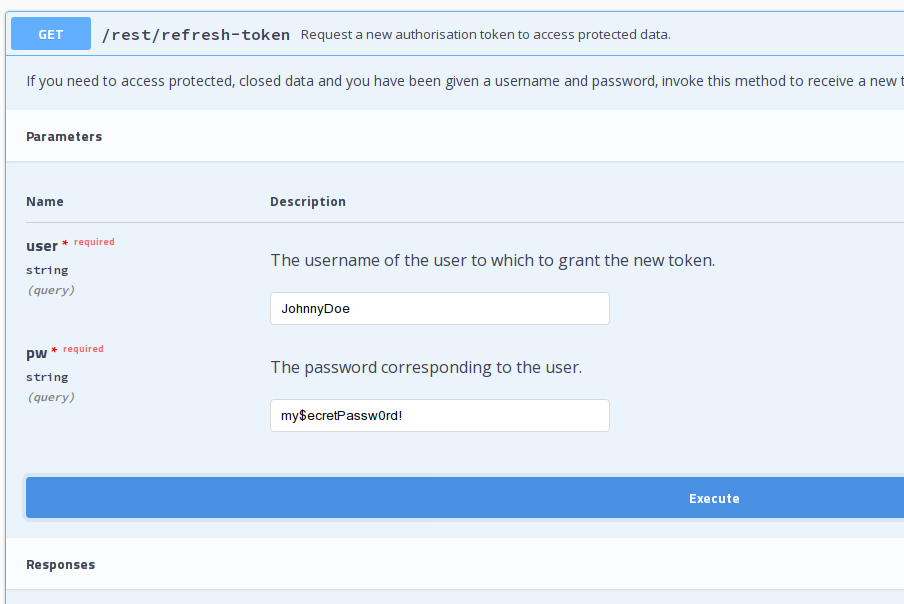 GET /rest/refresh-token Request a new authorisation token to access protected data.
If you need to access protected, closed data and you have been given a username and password, invoke this method to receive a new
Parameters
Name Description
user * required
The username of the user to which to grant the new token.
string
(query)
JohnnyDoe
pw * required
The password corresponding to the user.
string
(query)
my$ecretPassw0rd!
Execute
Responses